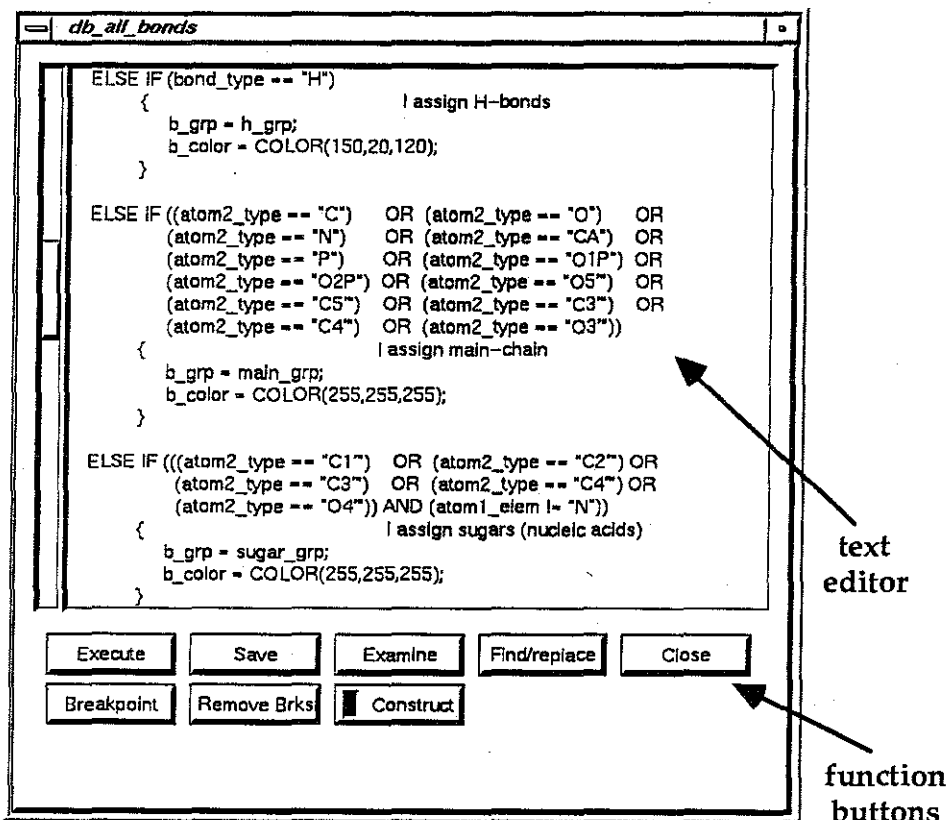 db_all_bonds
ELSE IF (bond_type == "H")
{ | assign H-bonds
b_grp = h_grp;
b_color = COLOR(150,20,120);
}
ELSE IF ((atom2_type == "C") OR (atom2_type == "O") OR
(atom2_type == "N") OR (atom2_type == "CA") OR
(atom2_type == "P") OR (atom2_type == "O1P") OR
(atom2_type == "O2P") OR (atom2_type == "O5*") OR
(atom2_type == "C5*") OR (atom2_type == "C3*") OR
(atom2_type == "C4*") OR (atom2_type == "O3*"))
{ | assign main-chain
b_grp = main_grp;
b_color = COLOR(255,255,255);
}
ELSE IF (((atom2_type == "C1*") OR (atom2_type == "C2*") OR
(atom2_type == "C3*") OR (atom2_type == "C4*") OR
(atom2_type == "O4*")) AND (atom1_elem != "N"))
{ | assign sugars (nucleic acids)
b_grp = sugar_grp;
b_color = COLOR(255,255,255);
}
text
editor
Execute Save Examine Find/replace Close
Breakpoint Remove Brks Construct
function
buttons